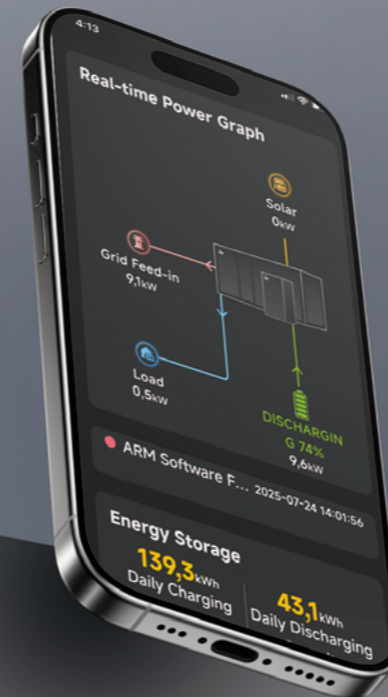 4:13
Real-time Power Graph
Solar
0kW
Grid Feed-in
9,1kW
Load
0,5kW
DISCHARGIN
G 74%
9,6kW
ARM Software F... 2025-07-24 14:01:56
Energy Storage
139,3kWh
Daily Charging
43,1kWh
Daily Discharging